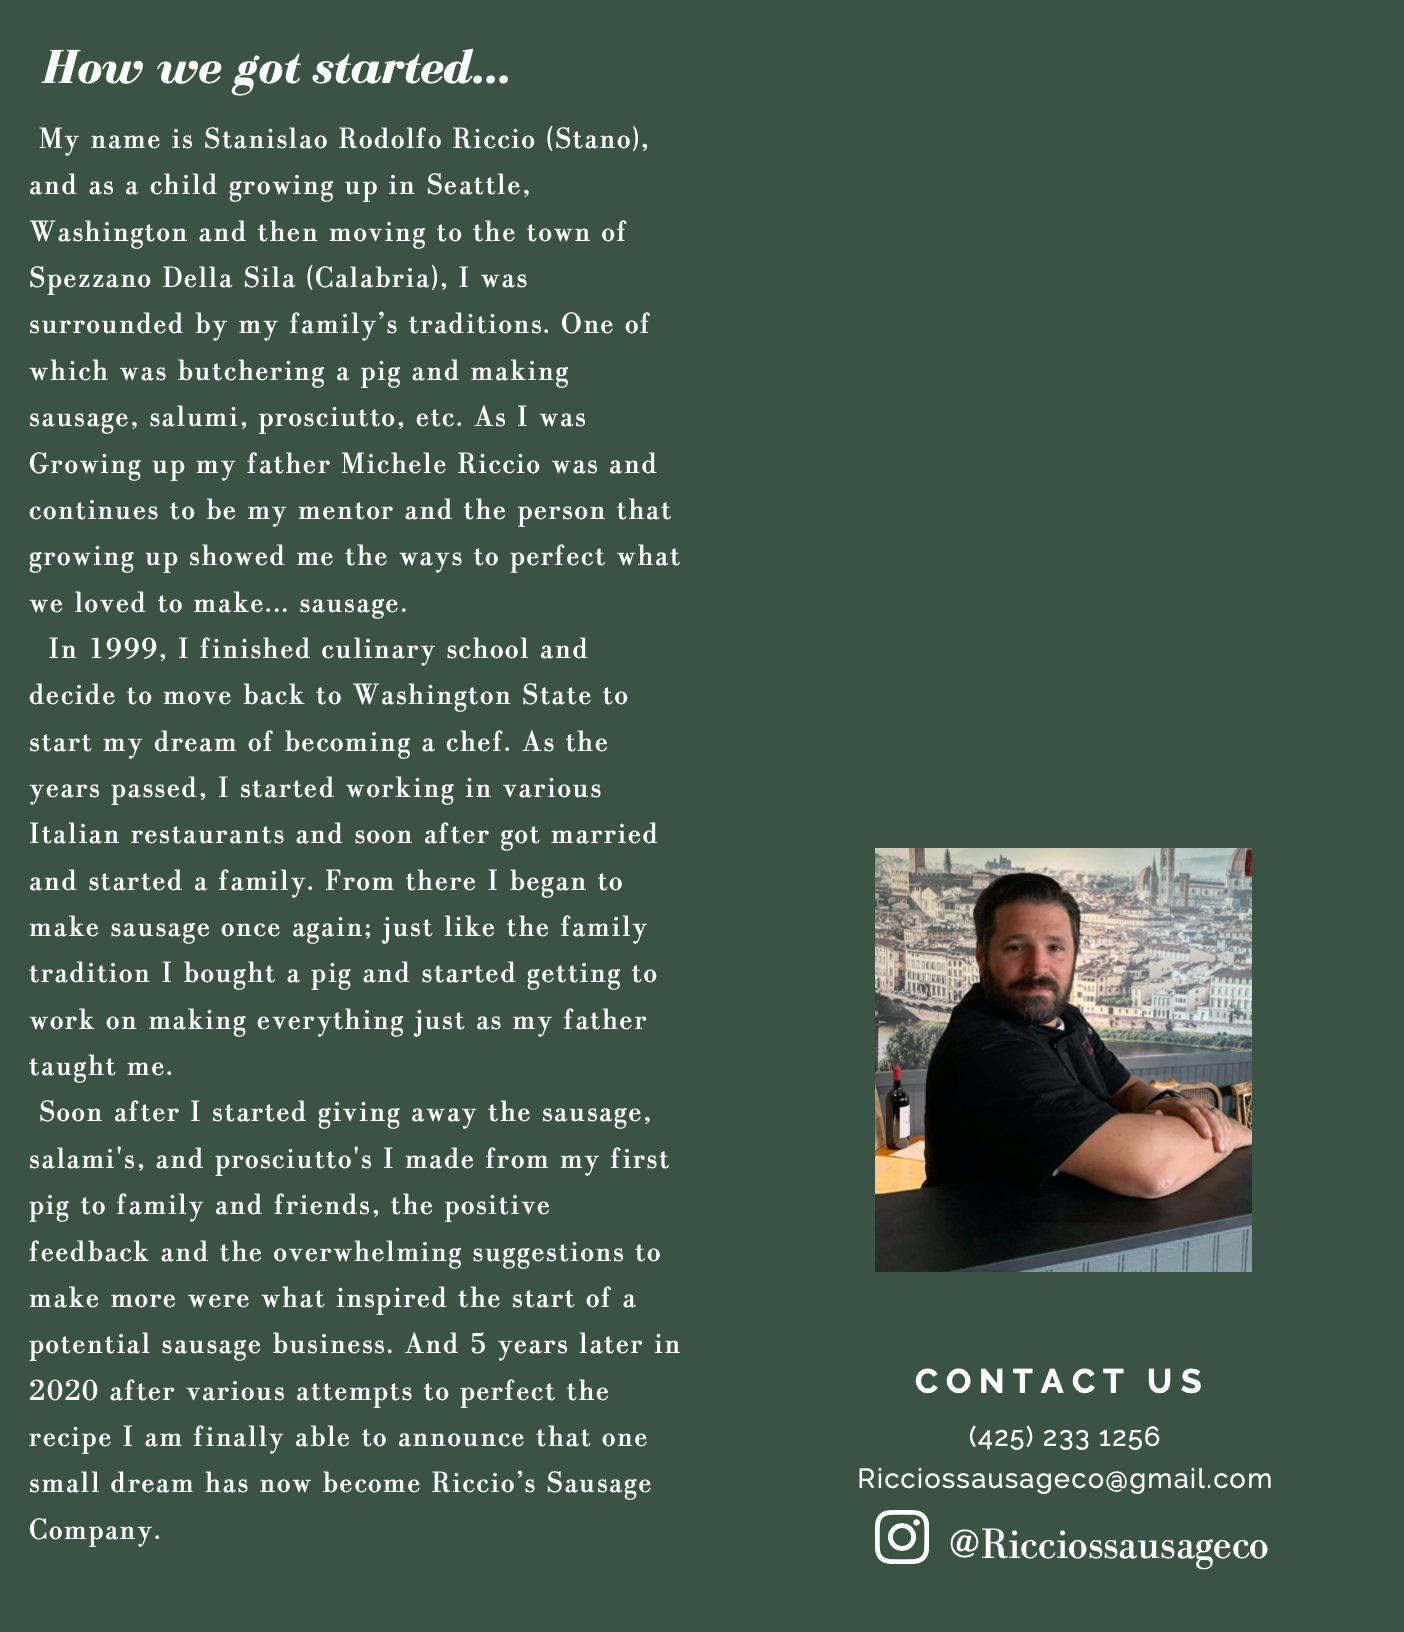 How we got started...
My name is Stanislao Rodolfo Riccio (Stano),
and as a child growing up in Seattle,
Washington and then moving to the town of
Spezzano Della Sila (Calabria), I was
surrounded by my family’s traditions. One of
which was butchering a pig and making
sausage, salumi, prosciutto, etc. As I was
Growing up my father Michele Riccio was and
continues to be my mentor and the person that
growing up showed me the ways to perfect what
we loved to make... sausage.
In 1999, I finished culinary school and
decide to move back to Washington State to
start my dream of becoming a chef. As the
years passed, I started working in various
Italian restaurants and soon after got married
and started a family. From there I began to
make sausage once again; just like the family
tradition I bought a pig and started getting to
work on making everything just as my father
taught me.
Soon after I started giving away the sausage,
salami's, and prosciutto's I made from my first
pig to family and friends, the positive
feedback and the overwhelming suggestions to
make more were what inspired the start of a
potential sausage business. And 5 years later in
2020 after various attempts to perfect the
recipe I am finally able to announce that one
small dream has now become Riccio’s Sausage
Company.
CONTACT US
(425) 233 1256
Ricciossausageco@gmail.com
@Ricciossausageco